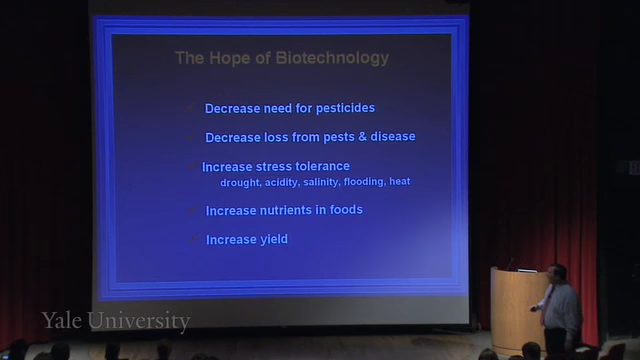 The Hope of Biotechnology
Decrease need for pesticides
Decrease loss from pests & disease
Increase stress tolerance
drought, acidity, salinity, flooding, heat
Increase nutrients in foods
Increase yield
Yale University